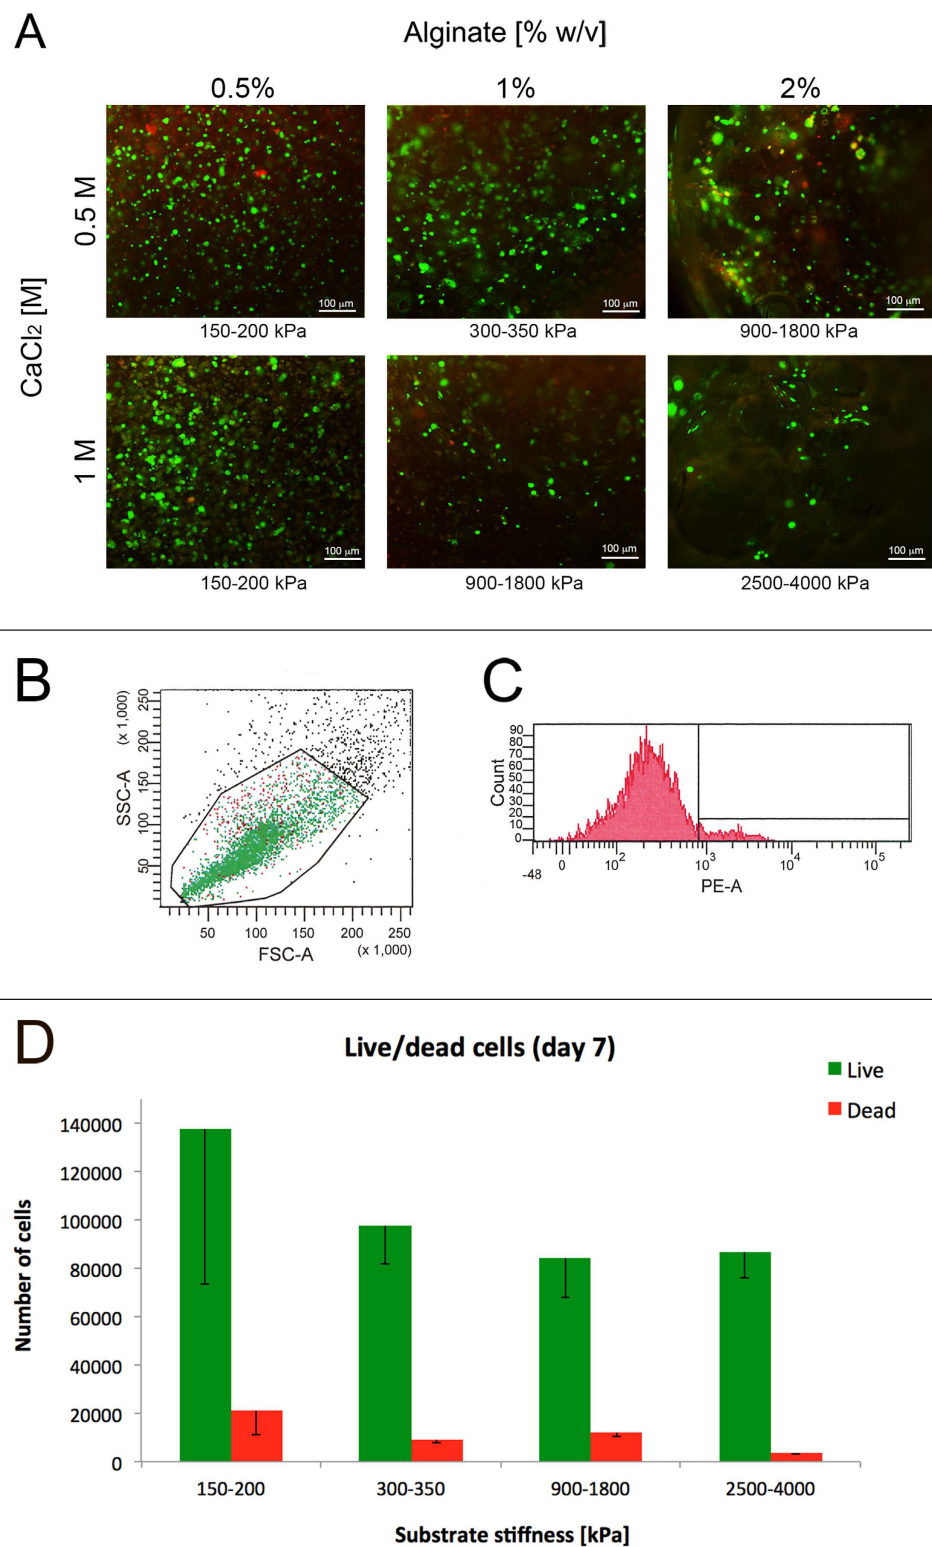 A
Alginate [% w/v]
0.5%
1%
2%
CaCl2 [M]
0.5 M
100 µm
100 µm
100 µm
150-200 kPa
300-350 kPa
900-1800 kPa
1 M
100 µm
100 µm
100 µm
150-200 kPa
900-1800 kPa
2500-4000 kPa
B
SSC-A
(x 1,000)
250
200
150
100
50
50 100 150 200 250
FSC-A
(x 1,000)
C
Count
90
80
70
60
50
40
30
20
10
0
-48 0 10^2 10^3 10^4 10^5
PE-A
D
Live/dead cells (day 7)
Live
Dead
Number of cells
140000
120000
100000
80000
60000
40000
20000
0
150-200 300-350 900-1800 2500-4000
Substrate stiffness [kPa]